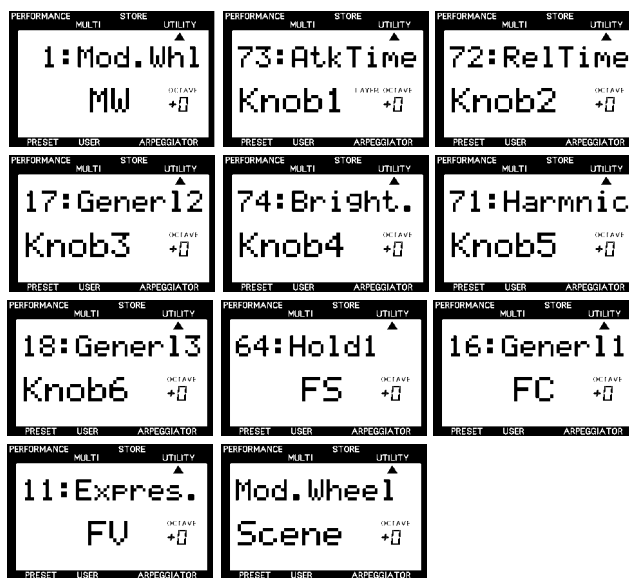 PERFORMANCE MULTI STORE UTILITY
1:Mod.Whl
MW OCTAVE +0
PRESET USER ARPEGGIATOR
PERFORMANCE MULTI STORE UTILITY
73:AtkTime
Knob1 LAYER OCTAVE +0
PRESET USER ARPEGGIATOR
PERFORMANCE MULTI STORE UTILITY
72:RelTime
Knob2 OCTAVE +0
PRESET USER ARPEGGIATOR
PERFORMANCE MULTI STORE UTILITY
17:Generl2
Knob3 OCTAVE +0
PRESET USER ARPEGGIATOR
PERFORMANCE MULTI STORE UTILITY
74:Bright.
Knob4 OCTAVE +0
PRESET USER ARPEGGIATOR
PERFORMANCE MULTI STORE UTILITY
71:Harmnic
Knob5 OCTAVE +0
PRESET USER ARPEGGIATOR
PERFORMANCE MULTI STORE UTILITY
18:Generl3
Knob6 OCTAVE +0
PRESET USER ARPEGGIATOR
PERFORMANCE MULTI STORE UTILITY
64:Hold1
FS OCTAVE +0
PRESET USER ARPEGGIATOR
PERFORMANCE MULTI STORE UTILITY
16:Generl1
FC OCTAVE +0
PRESET USER ARPEGGIATOR
PERFORMANCE MULTI STORE UTILITY
11:Expres.
FV OCTAVE +0
PRESET USER ARPEGGIATOR
PERFORMANCE MULTI STORE UTILITY
Mod.Wheel
Scene OCTAVE +0
PRESET USER ARPEGGIATOR